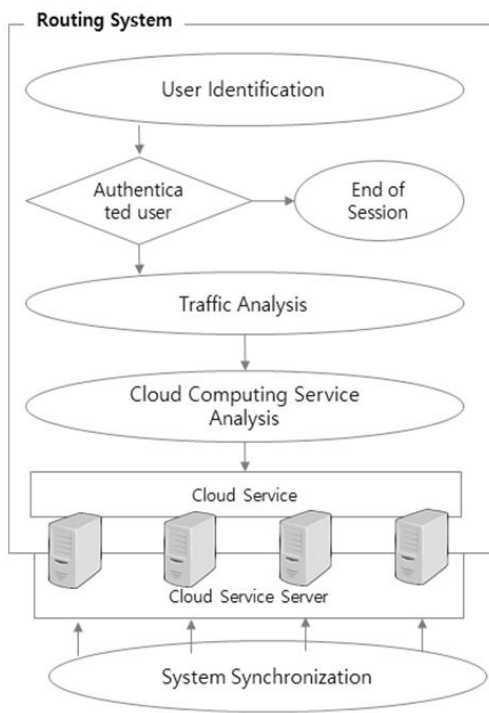 Routing System
User Identification
Authentica
ted user
End of
Session
Traffic Analysis
Cloud Computing Service
Analysis
Cloud Service
Cloud Service Server
System Synchronization